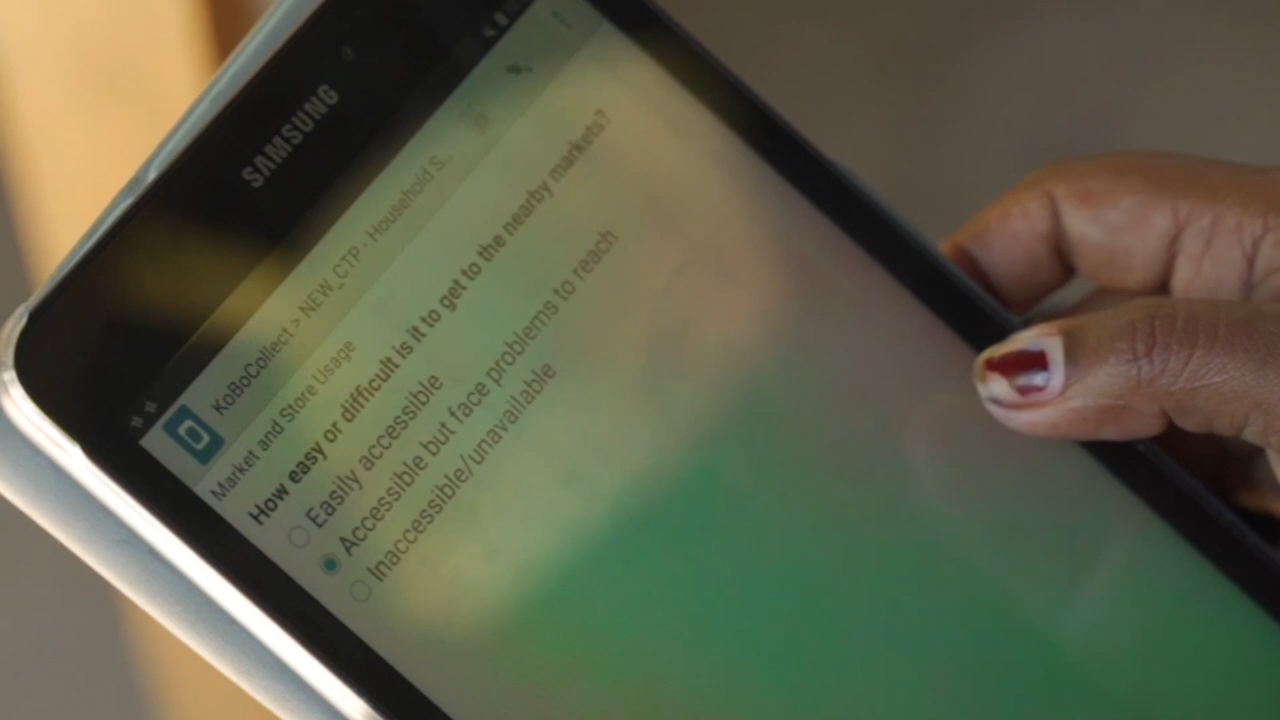 SAMSUNG
KoBoCollect > NEW_CTP - Household S...
Market and Store Usage
How easy or difficult is it to get to the nearby markets?
Easily accessible
Accessible but face problems to reach
Inaccessible/unavailable